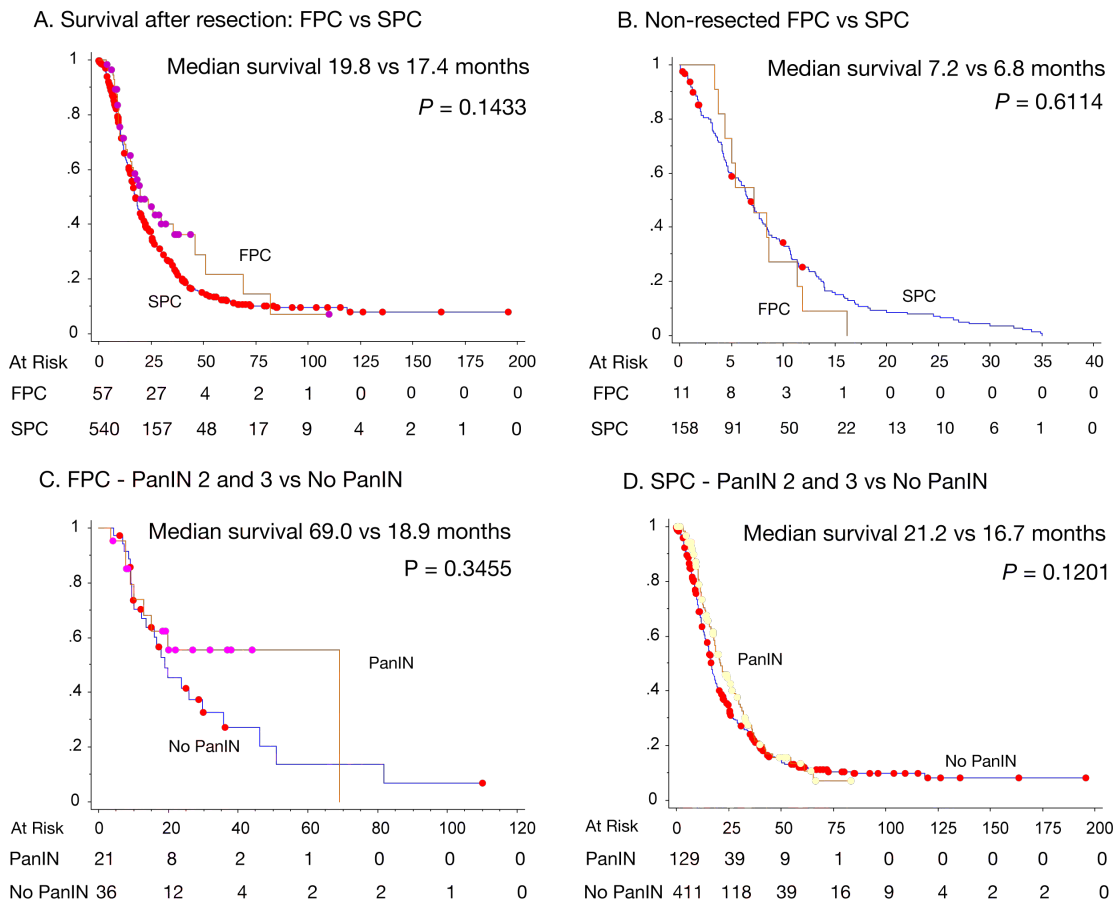 A. Survival after resection: FPC vs SPC
Median survival 19.8 vs 17.4 months
P = 0.1433
1
.8
.6
.4
.2
0
FPC
SPC
0 25 50 75 100 125 150 175 200
At Risk
FPC 57 27 4 2 1 0 0 0 0
SPC 540 157 48 17 9 4 2 1 0
B. Non-resected FPC vs SPC
Median survival 7.2 vs 6.8 months
P = 0.6114
1
.8
.6
.4
.2
0
SPC
FPC
0 5 10 15 20 25 30 35 40
At Risk
FPC 11 8 3 1 0 0 0 0 0
SPC 158 91 50 22 13 10 6 1 0
C. FPC - PanIN 2 and 3 vs No PanIN
Median survival 69.0 vs 18.9 months
P = 0.3455
1
.8
.6
.4
.2
0
PanIN
No PanIN
0 20 40 60 80 100 120
At Risk
PanIN 21 8 2 1 0 0 0
No PanIN 36 12 4 2 2 1 0
D. SPC - PanIN 2 and 3 vs No PanIN
Median survival 21.2 vs 16.7 months
P = 0.1201
1
.8
.6
.4
.2
0
PanIN
No PanIN
0 25 50 75 100 125 150 175 200
At Risk
PanIN 129 39 9 1 0 0 0 0 0
No PanIN 411 118 39 16 9 4 2 2 0